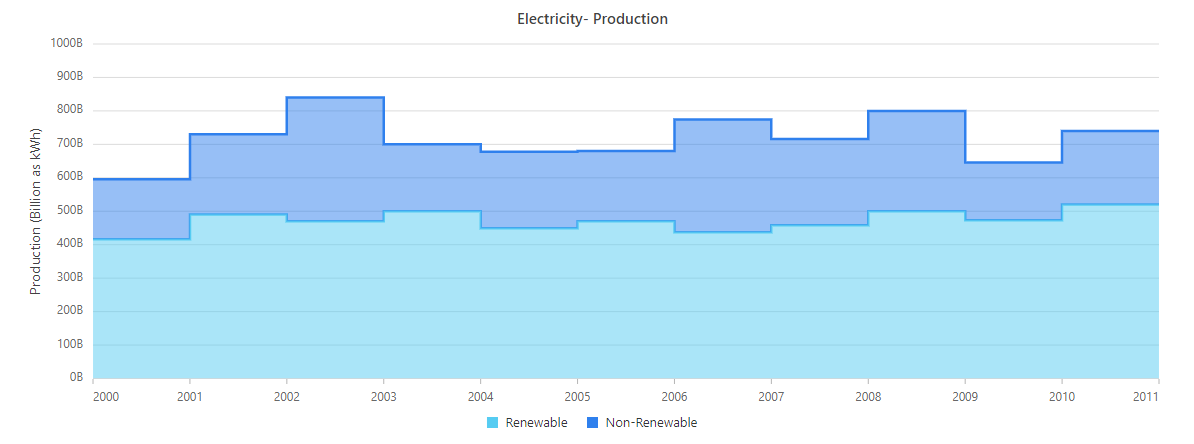 Electricity- Production
Production (Billion as kWh)
1000B
900B
800B
700B
600B
500B
400B
300B
200B
100B
0B
2000 2001 2002 2003 2004 2005 2006 2007 2008 2009 2010 2011
Renewable Non-Renewable